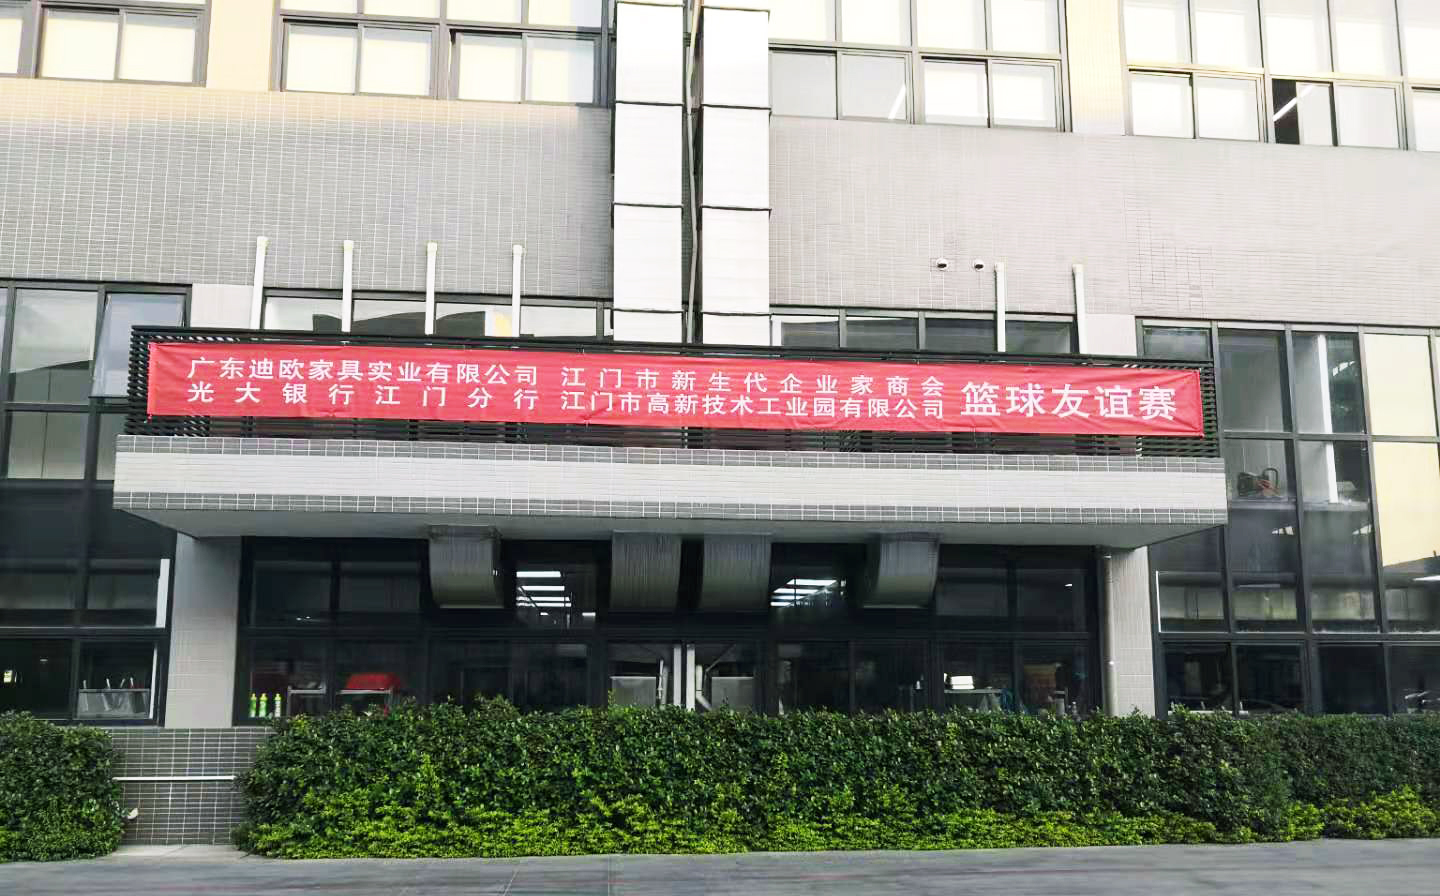 广东迪欧家具实业有限公司 江门市新生代企业家商会
光大银行江门分行 江门市高新技术工业园有限公司
篮球友谊赛